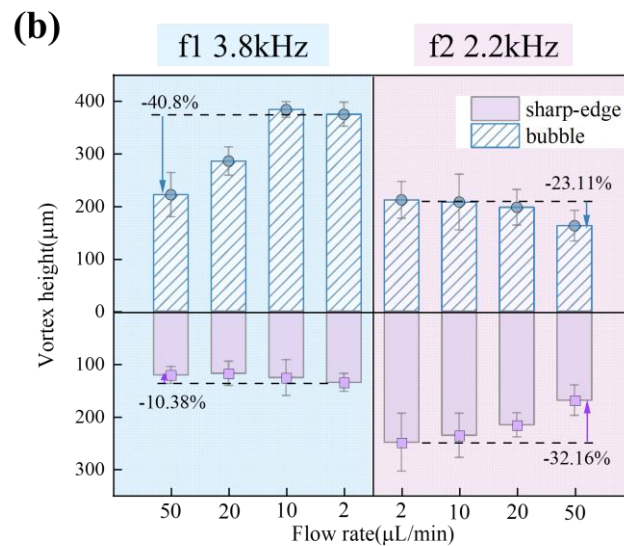 (b)
f1 3.8kHz
f2 2.2kHz
400
300
200
100
0
100
200
300
Vortex height(μm)
-40.8%
-10.38%
sharp-edge
bubble
-23.11%
-32.16%
50 20 10 2 2 10 20 50
Flow rate(μL/min)